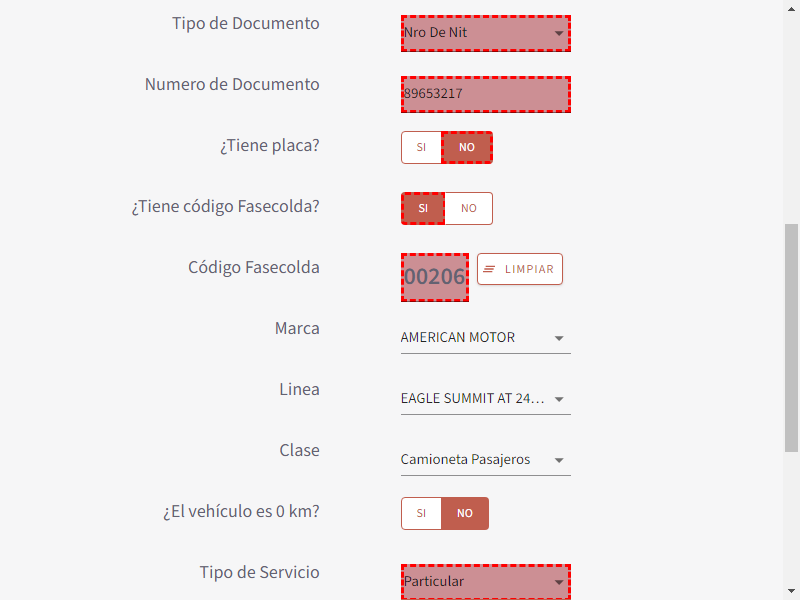 Tipo de Documento Nro De Nit
Numero de Documento 89653217
¿Tiene placa? SI NO
¿Tiene código Fasecolda? SI NO
Código Fasecolda 00206 LIMPIAR
Marca AMERICAN MOTOR
Linea EAGLE SUMMIT AT 24...
Clase Camioneta Pasajeros
¿El vehículo es 0 km? SI NO
Tipo de Servicio Particular